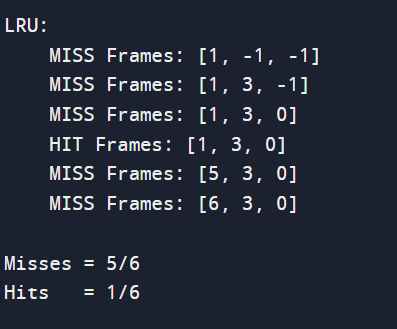 LRU:
    MISS Frames: [1, -1, -1]
    MISS Frames: [1, 3, -1]
    MISS Frames: [1, 3, 0]
    HIT Frames: [1, 3, 0]
    MISS Frames: [5, 3, 0]
    MISS Frames: [6, 3, 0]

Misses = 5/6
Hits   = 1/6